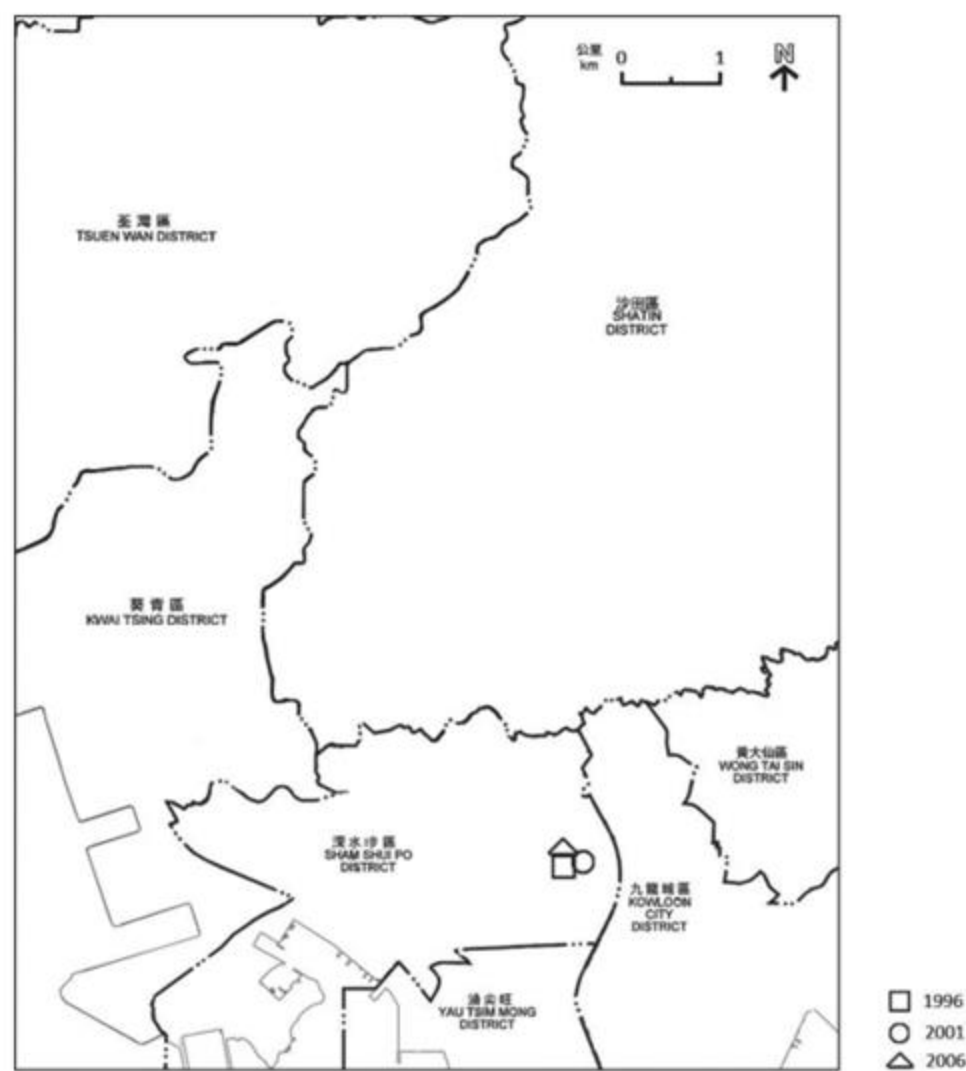 公里 0 1 N
km
荃灣區
TSUEN WAN DISTRICT
沙田區
SHATIN
DISTRICT
葵青區
KWAI TSING DISTRICT
黃大仙區
WONG TAI SIN
DISTRICT
深水埗區
SHAM SHUI PO
DISTRICT
九龍城區
KOWLOON
CITY
DISTRICT
油尖旺
YAU TSIM MONG
DISTRICT
1996
2001
2006